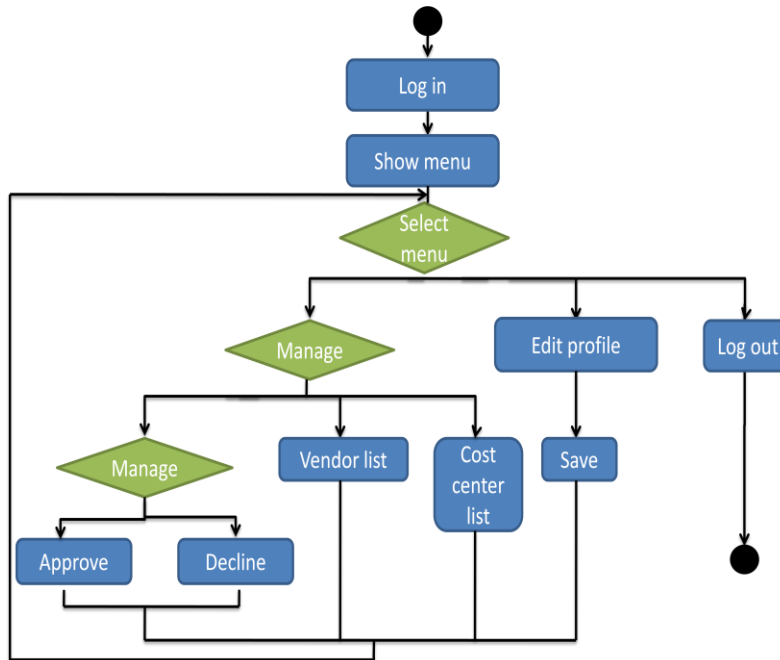 Log in
Show menu
Select
menu
Manage
Edit profile
Log out
Manage
Vendor list
Cost
center
list
Save
Approve
Decline